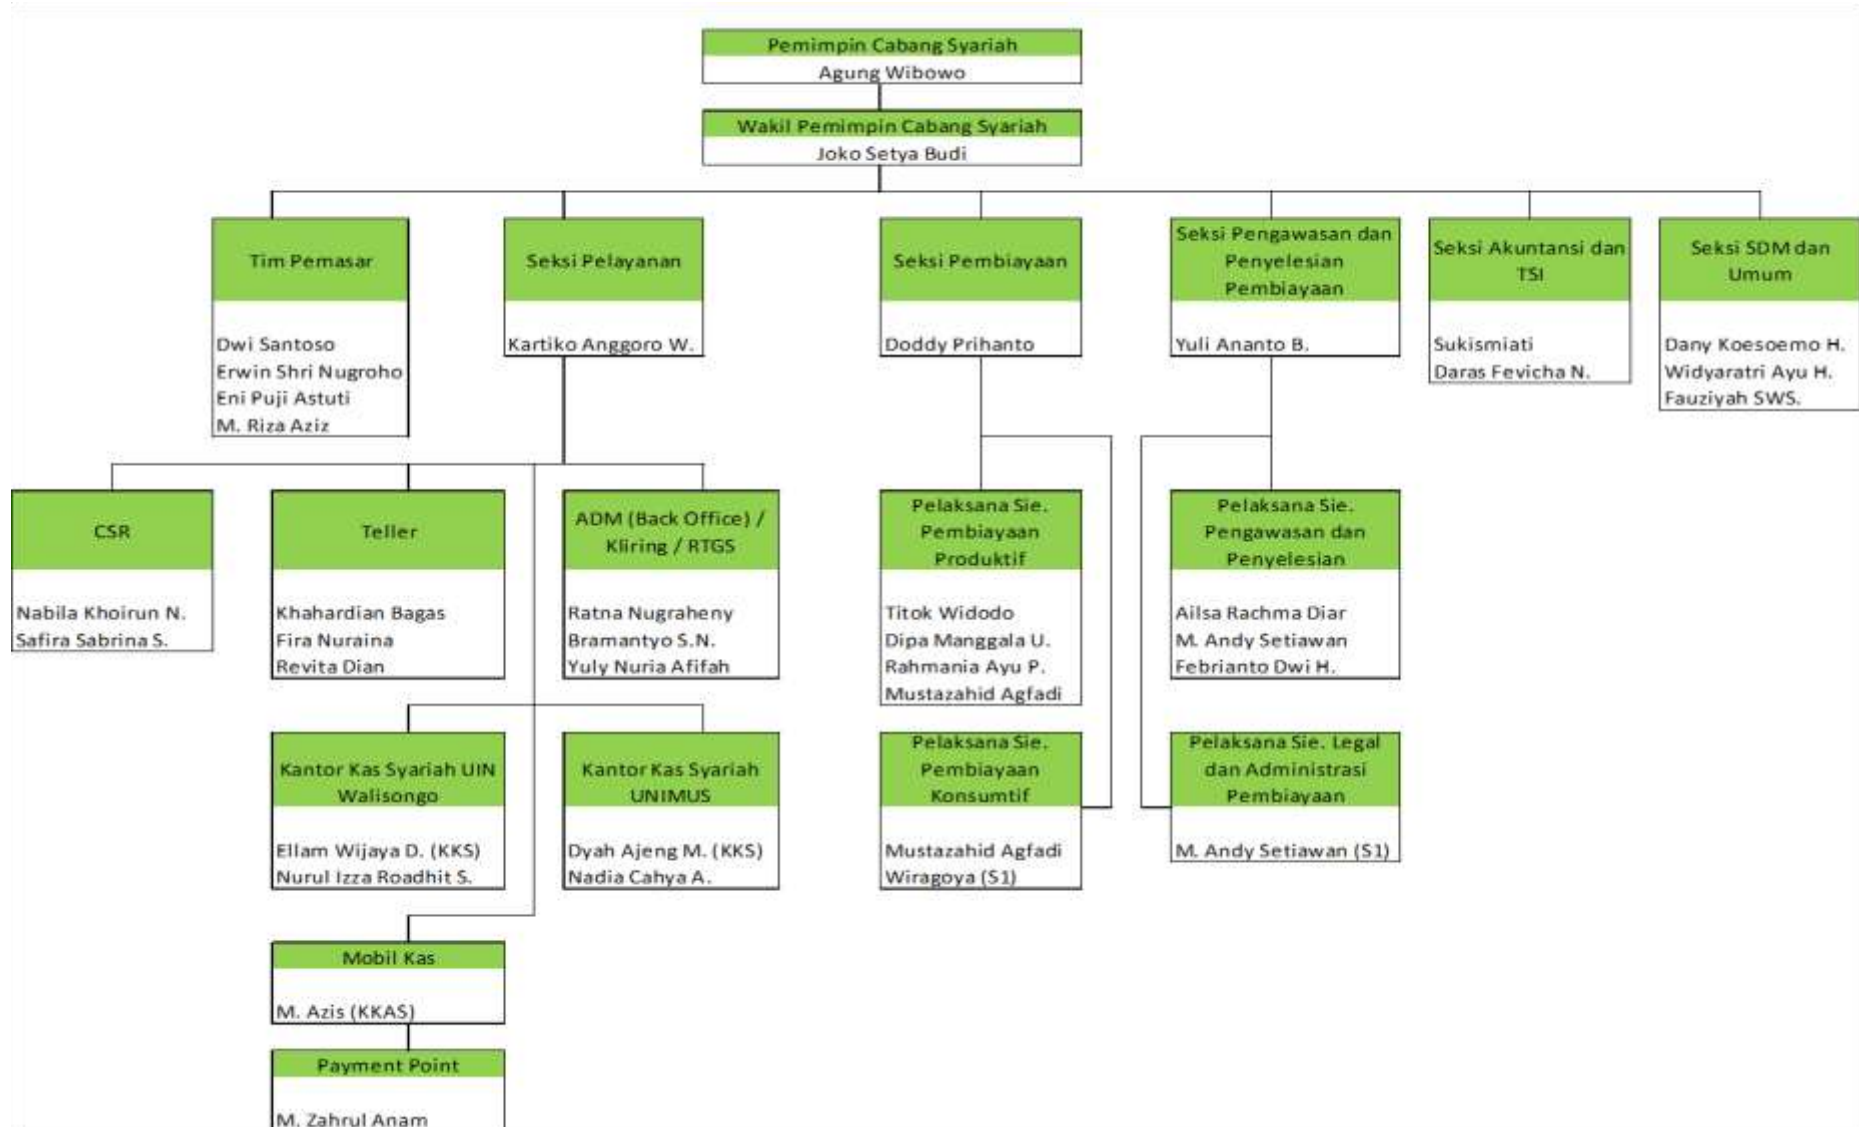 Pemimpin Cabang Syariah
Agung Wibowo
Wakil Pemimpin Cabang Syariah
Joko Setya Budi
Tim Pemasar
Dwi Santoso
Erwin Shri Nugroho
Eni Puji Astuti
M. Riza Aziz
Seksi Pelayanan
Kartiko Anggoro W.
Seksi Pembiayaan
Doddy Prihanto
Seksi Pengawasan dan
Penyelesian
Pembiayaan
Yuli Ananto B.
Seksi Akuntansi dan
TSI
Sukismiati
Daras Fevicha N.
Seksi SDM dan
Umum
Dany Koesoemo H.
Widyaratri Ayu H.
Fauziyah SWS.
CSR
Nabila Khoirun N.
Safira Sabrina S.
Teller
Khahardian Bagas
Fira Nuraina
Revita Dian
ADM (Back Office) /
Kliring / RTGS
Ratna Nugraheny
Bramantyo S.N.
Yuly Nuria Afifah
Pelaksana Sie.
Pembiayaan
Produktif
Titok Widodo
Dipa Manggala U.
Rahmania Ayu P.
Mustazahid Agfadi
Pelaksana Sie.
Pengawasan dan
Penyelesian
Ailsa Rachma Diar
M. Andy Setiawan
Febrianto Dwi H.
Kantor Kas Syariah UIN
Walisongo
Ellam Wijaya D. (KKS)
Nurul Izza Roadhit S.
Kantor Kas Syariah
UNIMUS
Dyah Ajeng M. (KKS)
Nadia Cahya A.
Pelaksana Sie.
Pembiayaan
Konsumtif
Mustazahid Agfadi
Wiragoya (S1)
Pelaksana Sie. Legal
dan Administrasi
Pembiayaan
M. Andy Setiawan (S1)
Mobil Kas
M. Azis (KKAS)
Payment Point
M. Zahrul Anam